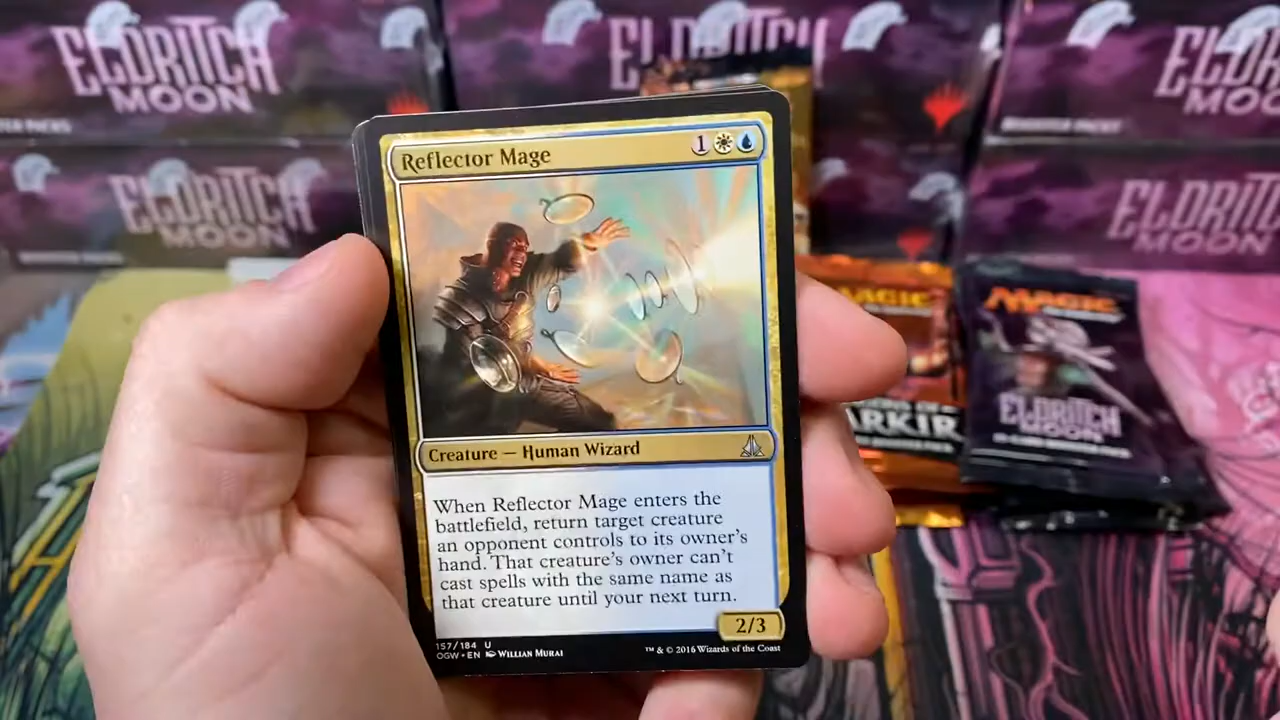 ELDRITCH
MOON
ELDRITCH
MOON
ELDRITCH
MOON
ELDRITCH
MOON
Reflector Mage
1
Creature — Human Wizard
When Reflector Mage enters the
battlefield, return target creature
an opponent controls to its owner's
hand. That creature's owner can't
cast spells with the same name as
that creature until your next turn.
2/3
157/184 U
OGW • EN WILLIAN MURAI
™ & © 2016 Wizards of the Coast
MAGIC
ARKIR
MAGIC
ELDRITCH
MOON